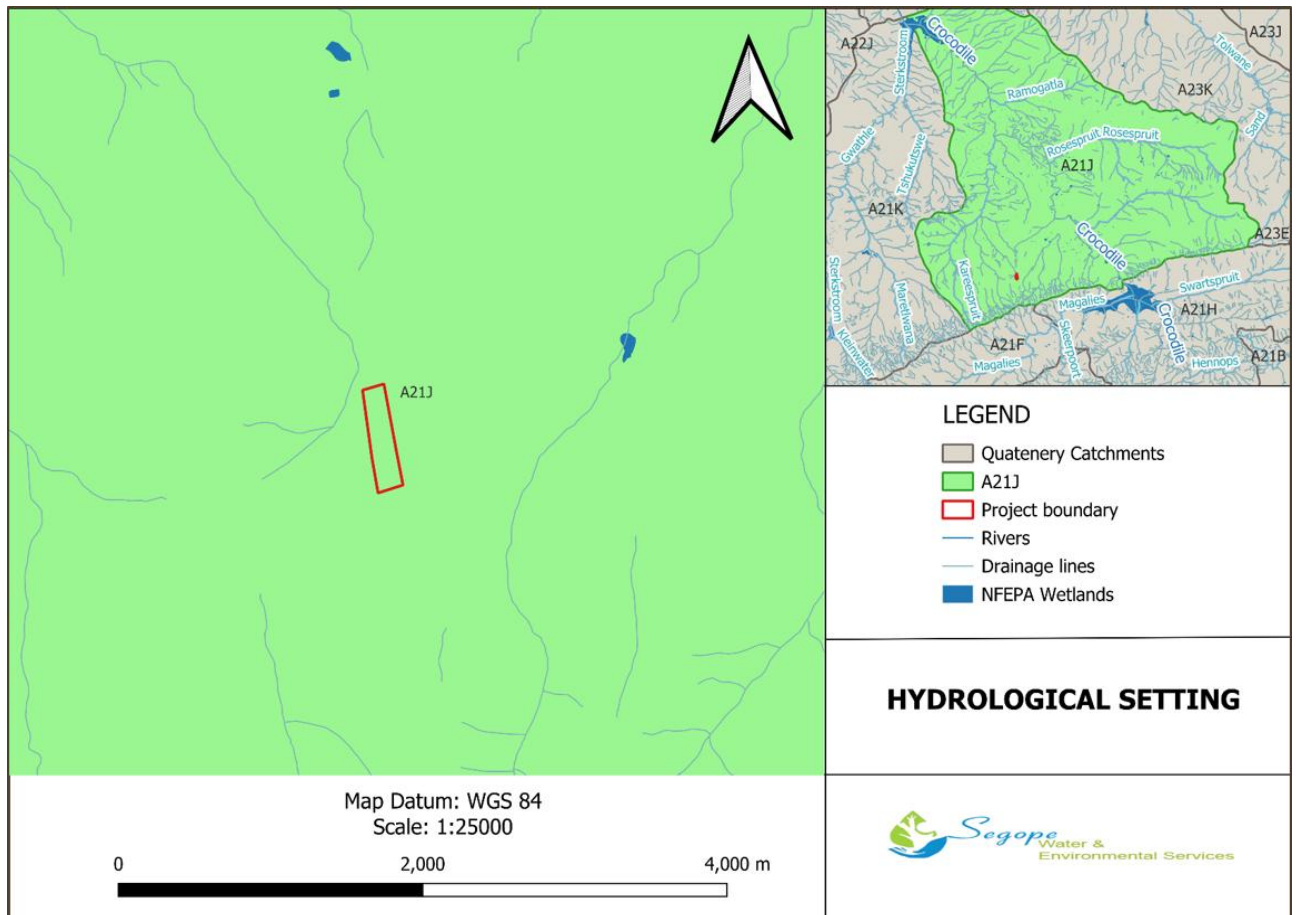 A21J
Map Datum: WGS 84
Scale: 1:25000
0 2,000 4,000 m
A22J
Crocodile
A23J
Tolwane
Sterkstroom
Ramogatla
A23K
Sand
Gwathle
Tshukutswe
Rosespruit Rosespruit
A21J
A21K
Crocodile
A23E
Kareespruit
Sterkstroom
Maretlwana
Magalies
Swartspruit
A21H
Kleinwater
A21F
Skeerpoort
Crocodile
Magalies
Hennops
A21B
LEGEND
Quatenery Catchments
A21J
Project boundary
Rivers
Drainage lines
NFEPA Wetlands
HYDROLOGICAL SETTING
Segope
Water &
Environmental Services